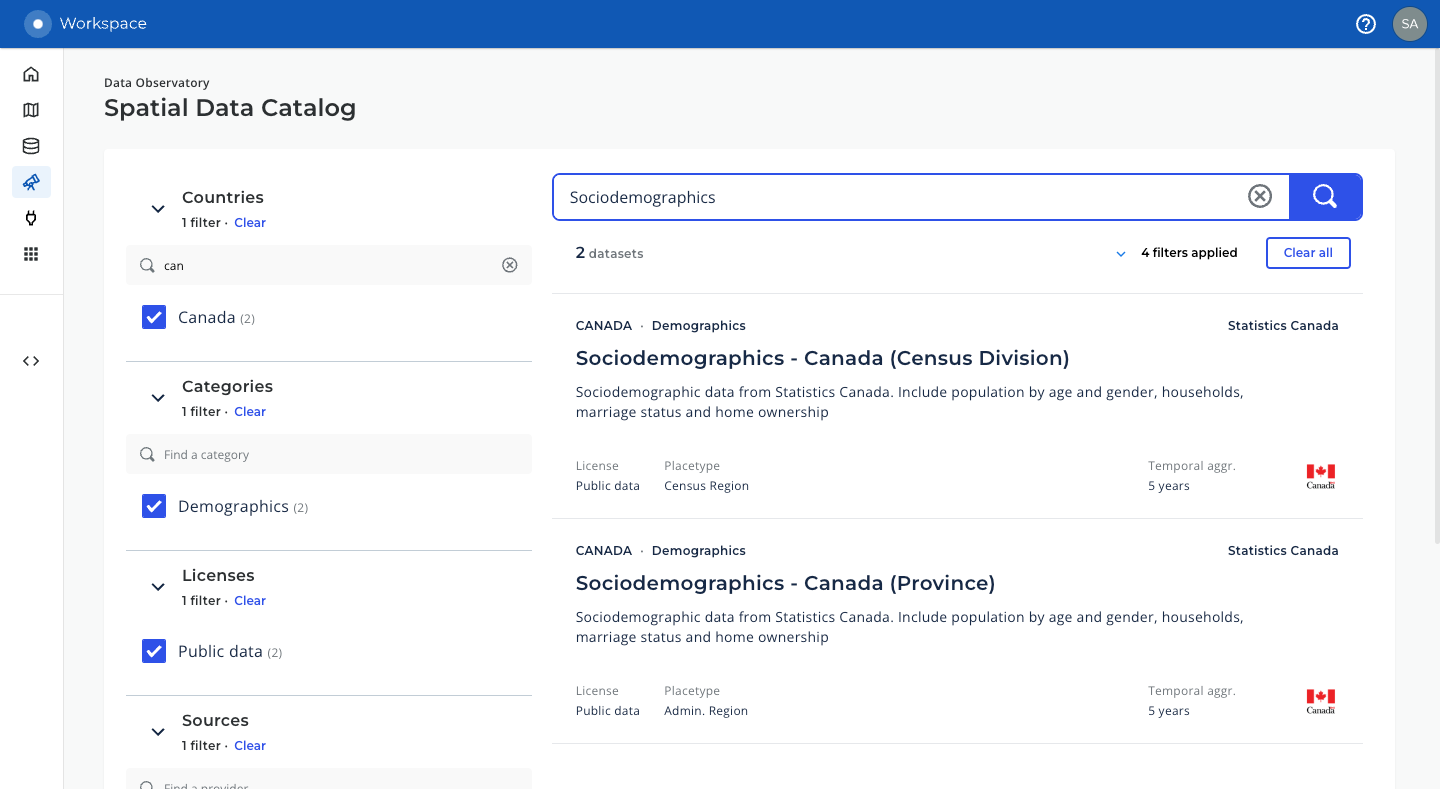 Workspace
SA
Data Observatory
Spatial Data Catalog
Countries
1 filter · Clear
can
Canada (2)
Categories
1 filter · Clear
Find a category
Demographics (2)
Licenses
1 filter · Clear
Public data (2)
Sources
1 filter · Clear
Find a provider
Sociodemographics
2 datasets
4 filters applied
Clear all
CANADA · Demographics
Statistics Canada
Sociodemographics - Canada (Census Division)
Sociodemographic data from Statistics Canada. Include population by age and gender, households,
marriage status and home ownership
License
Placetype
Temporal aggr.
Public data
Census Region
5 years
Canada
CANADA · Demographics
Statistics Canada
Sociodemographics - Canada (Province)
Sociodemographic data from Statistics Canada. Include population by age and gender, households,
marriage status and home ownership
License
Placetype
Temporal aggr.
Public data
Admin. Region
5 years
Canada